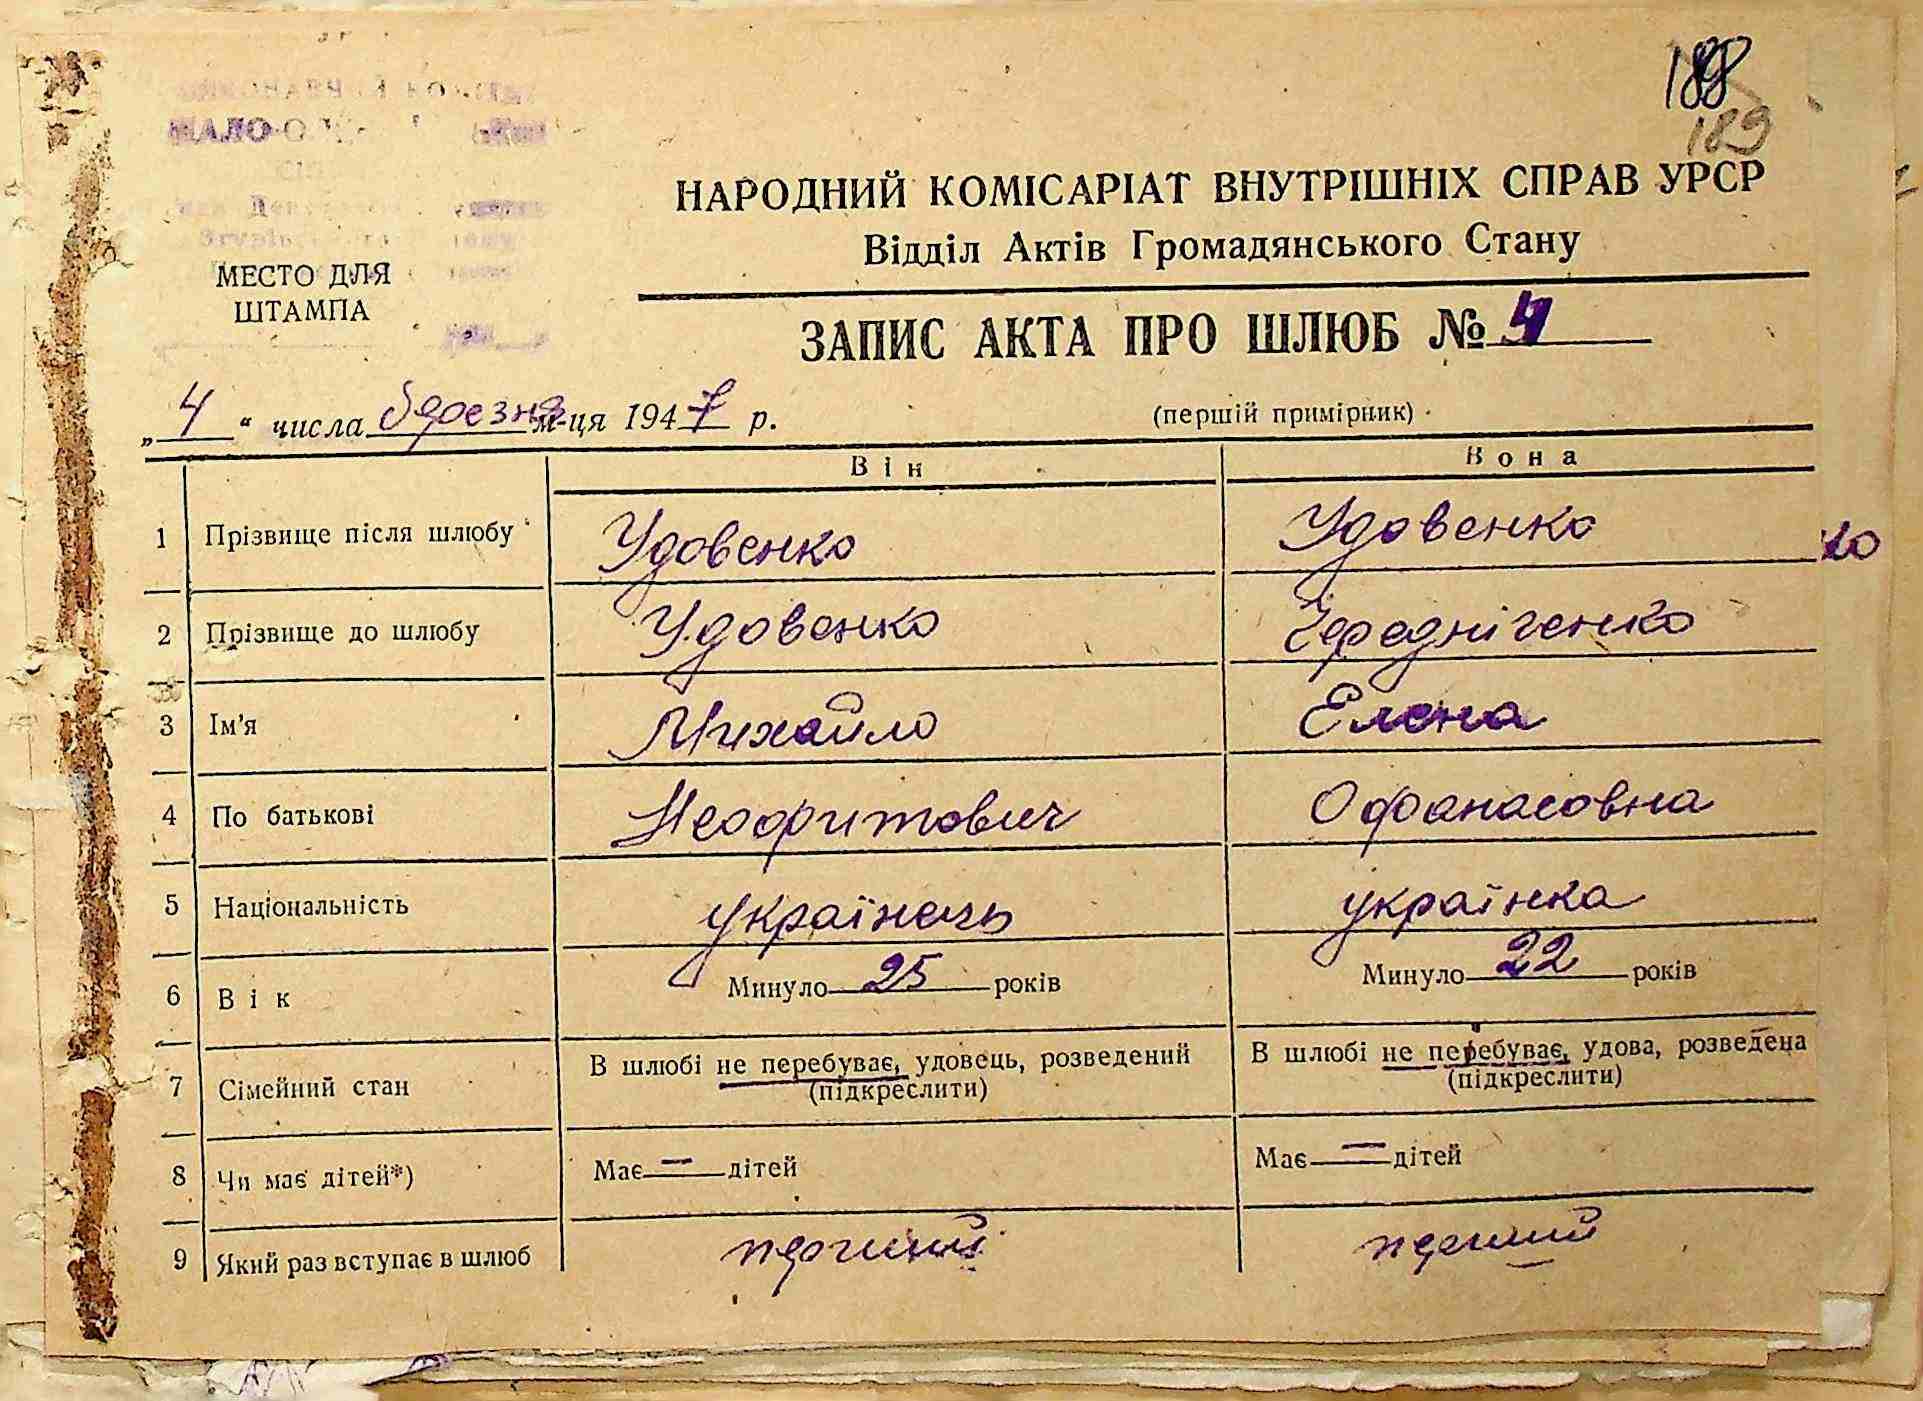 188
189
НАРОДНИЙ КОМІСАРІАТ ВНУТРІШНІХ СПРАВ УРСР
Відділ Актів Громадянського Стану
МЕСТО ДЛЯ
ШТАМПА
ЗАПИС АКТА ПРО ШЛЮБ № 4
„ 4 " числа березня м-ця 1947 р.
(першій примірник)
Він Вона
1 Прізвище після шлюбу Удовенко Удовенко
2 Прізвище до шлюбу Удовенко Чередніченко
3 Ім'я Михайло Елена
4 По батькові Неофитович Офанасовна
5 Національність українець українка
6 Вік Минуло 25 років Минуло 22 років
7 Сімейний стан В шлюбі не перебуває, удовець, розведений В шлюбі не перебуває, удова, розведена
(підкреслити) (підкреслити)
8 Чи має дітей*) Має — дітей Має — дітей
9 Який раз вступає в шлюб перший перший